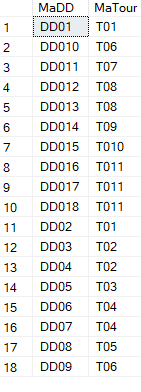 MaDD MaTour
1 DD01 T01
2 DD010 T06
3 DD011 T07
4 DD012 T08
5 DD013 T08
6 DD014 T09
7 DD015 T010
8 DD016 T011
9 DD017 T011
10 DD018 T011
11 DD02 T01
12 DD03 T02
13 DD04 T02
14 DD05 T03
15 DD06 T04
16 DD07 T04
17 DD08 T05
18 DD09 T06